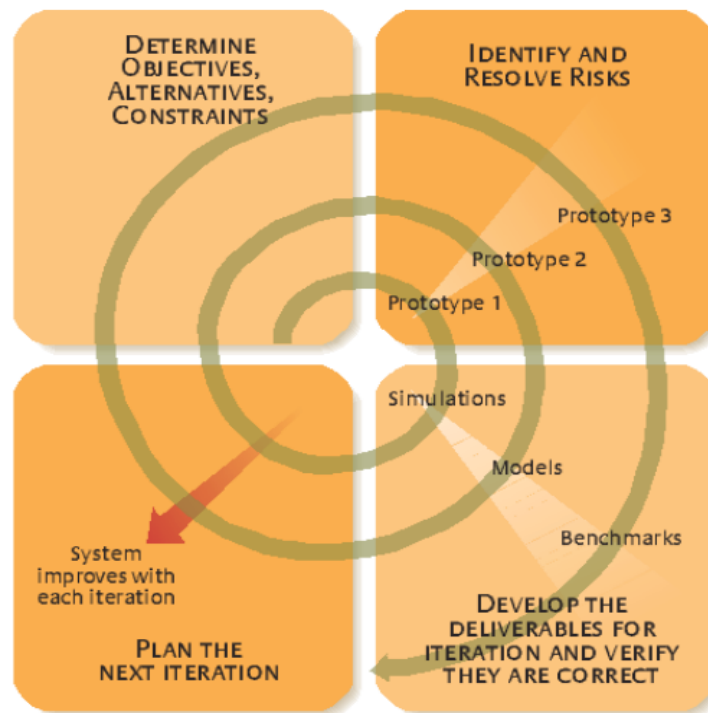 DETERMINE
OBJECTIVES,
ALTERNATIVES,
CONSTRAINTS
IDENTIFY AND
RESOLVE RISKS
Prototype 3
Prototype 2
Prototype 1
Simulations
Models
Benchmarks
DEVELOP THE
DELIVERABLES FOR
ITERATION AND VERIFY
THEY ARE CORRECT
System
improves with
each iteration
PLAN THE
NEXT ITERATION